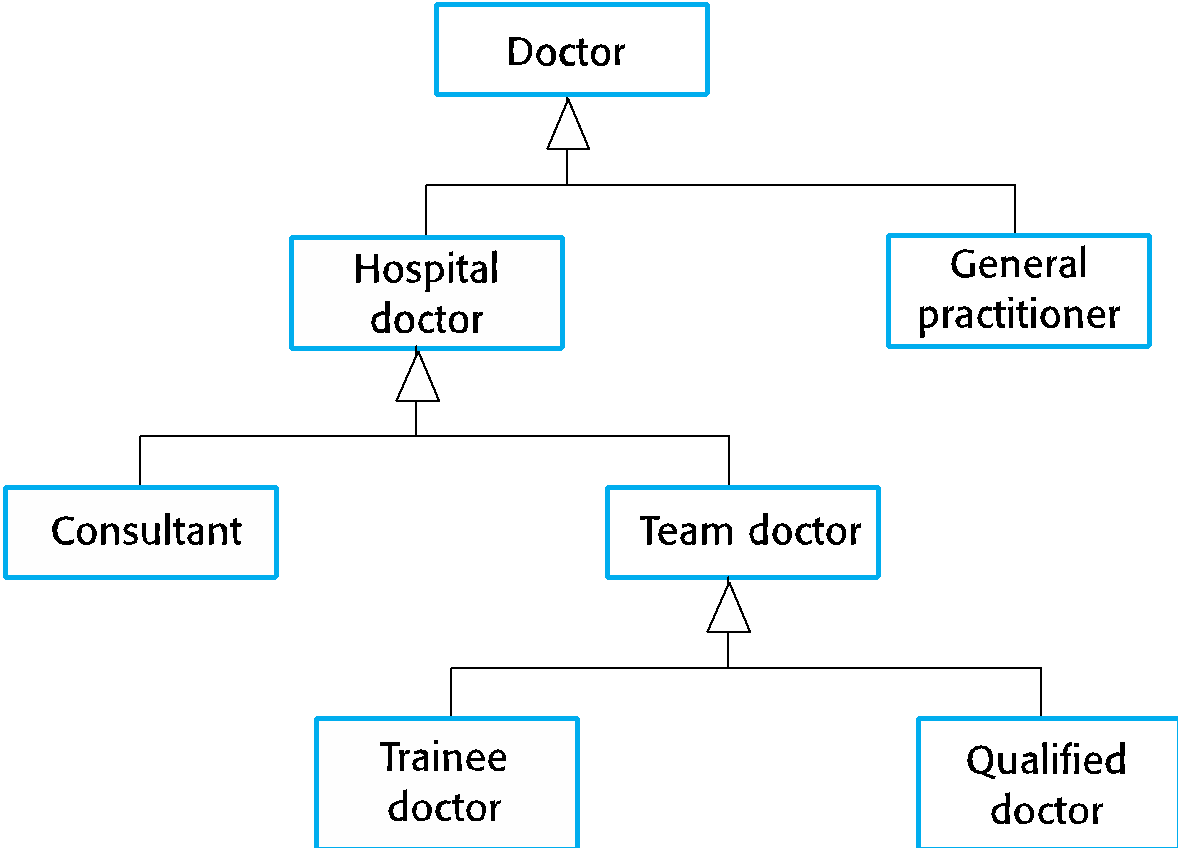 Doctor
Hospital
doctor
General
practitioner
Consultant
Team doctor
Trainee
doctor
Qualified
doctor